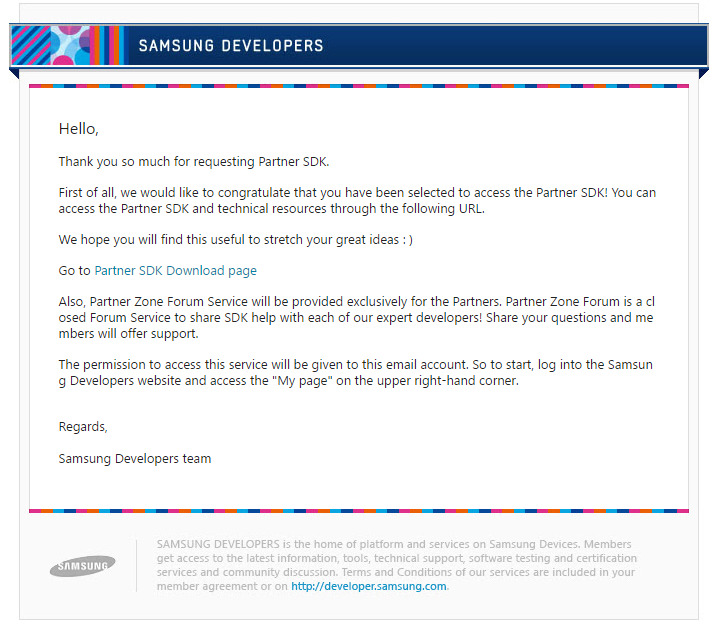 SAMSUNG DEVELOPERS
Hello,
Thank you so much for requesting Partner SDK.
First of all, we would like to congratulate that you have been selected to access the Partner SDK! You can
access the Partner SDK and technical resources through the following URL.
We hope you will find this useful to stretch your great ideas : )
Go to Partner SDK Download page
Also, Partner Zone Forum Service will be provided exclusively for the Partners. Partner Zone Forum is a cl
osed Forum Service to share SDK help with each of our expert developers! Share your questions and me
mbers will offer support.
The permission to access this service will be given to this email account. So to start, log into the Samsun
g Developers website and access the "My page" on the upper right-hand corner.
Regards,
Samsung Developers team
SAMSUNG
SAMSUNG DEVELOPERS is the home of platform and services on Samsung Devices. Members
get access to the latest information, tools, technical support, software testing and certification
services and community discussion. Terms and Conditions of our services are included in your
member agreement or on http://developer.samsung.com.